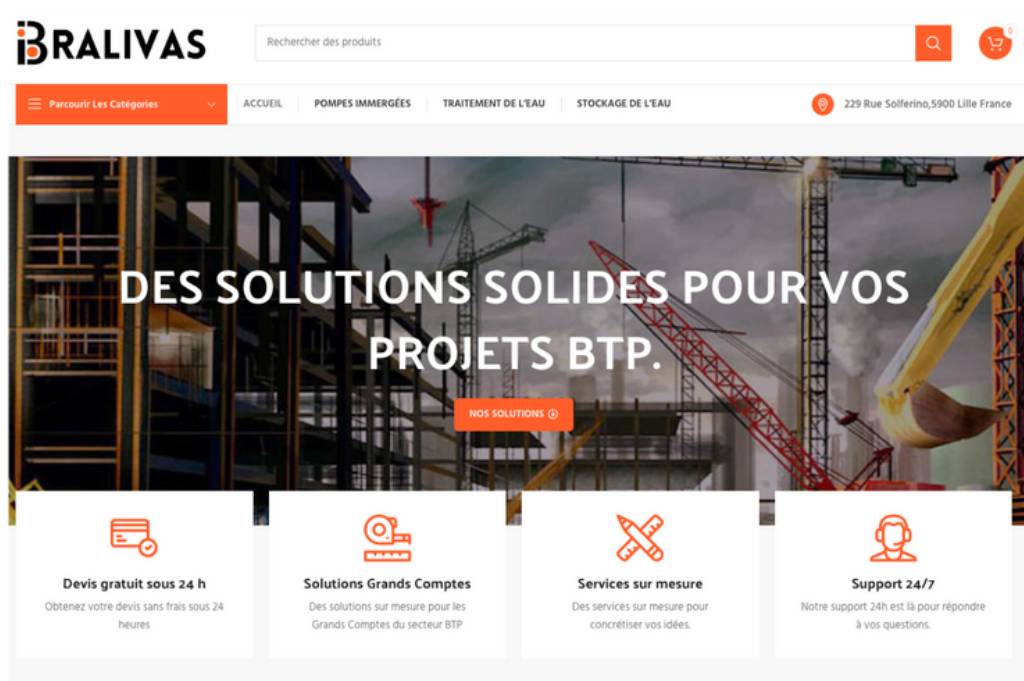 BRALIVAS
Rechercher des produits
0
Parcourir Les Catégories
ACCUEIL
POMPES IMMERGÉES
TRAITEMENT DE L'EAU
STOCKAGE DE L'EAU
229 Rue Solferino,5900 Lille France
DES SOLUTIONS SOLIDES POUR VOS
PROJETS BTP.
NOS SOLUTIONS
Devis gratuit sous 24 h
Obtenez votre devis sans frais sous 24
heures
Solutions Grands Comptes
Des solutions sur mesure pour les
Grands Comptes du secteur BTP
Services sur mesure
Des services sur mesure pour
concrétiser vos idées.
Support 24/7
Notre support 24h est là pour répondre
à vos questions.